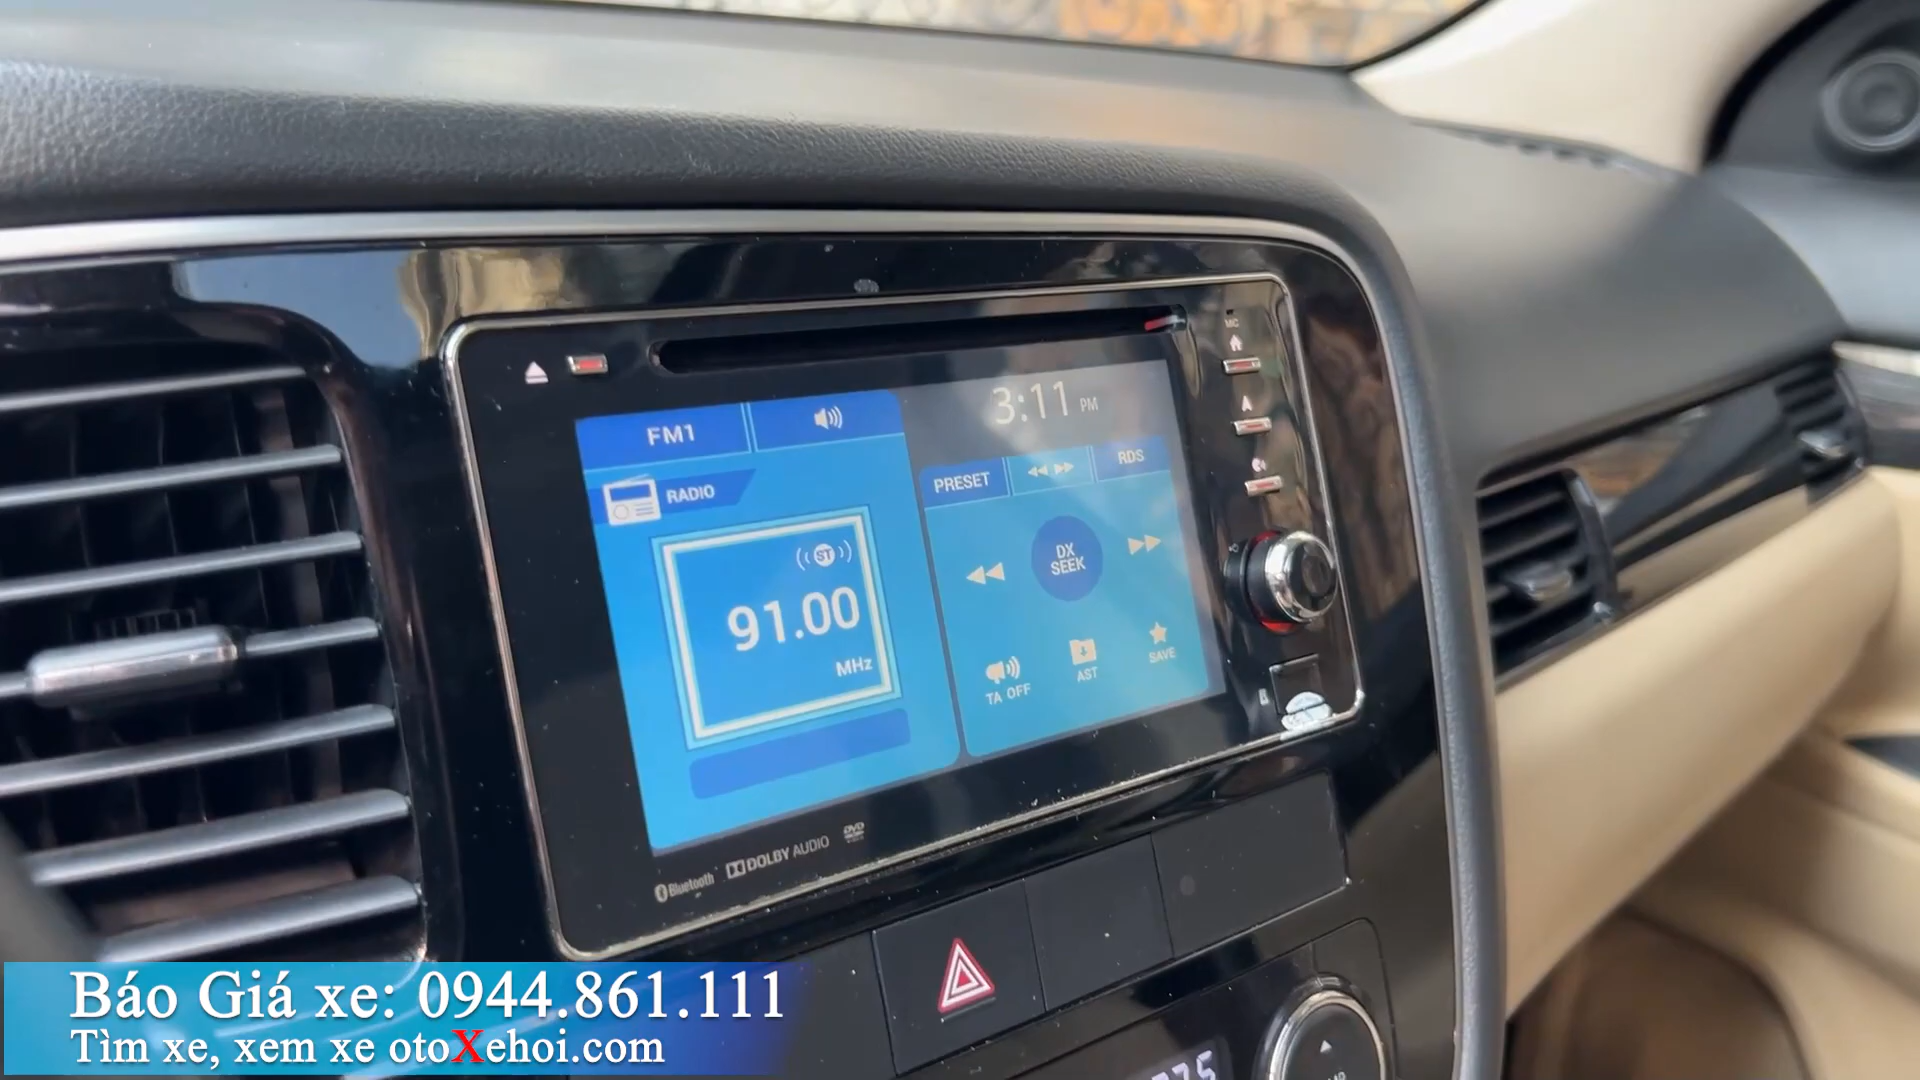 MIC
A
FM1
3:11 PM
PRESET
RDS
RADIO
ST
DX
SEEK
91.00
MHz
TA OFF
AST
SAVE
Bluetooth
DOLBY AUDIO
DVD
Báo Giá xe: 0944.861.111
Tìm xe, xem xe otoXehoi.com